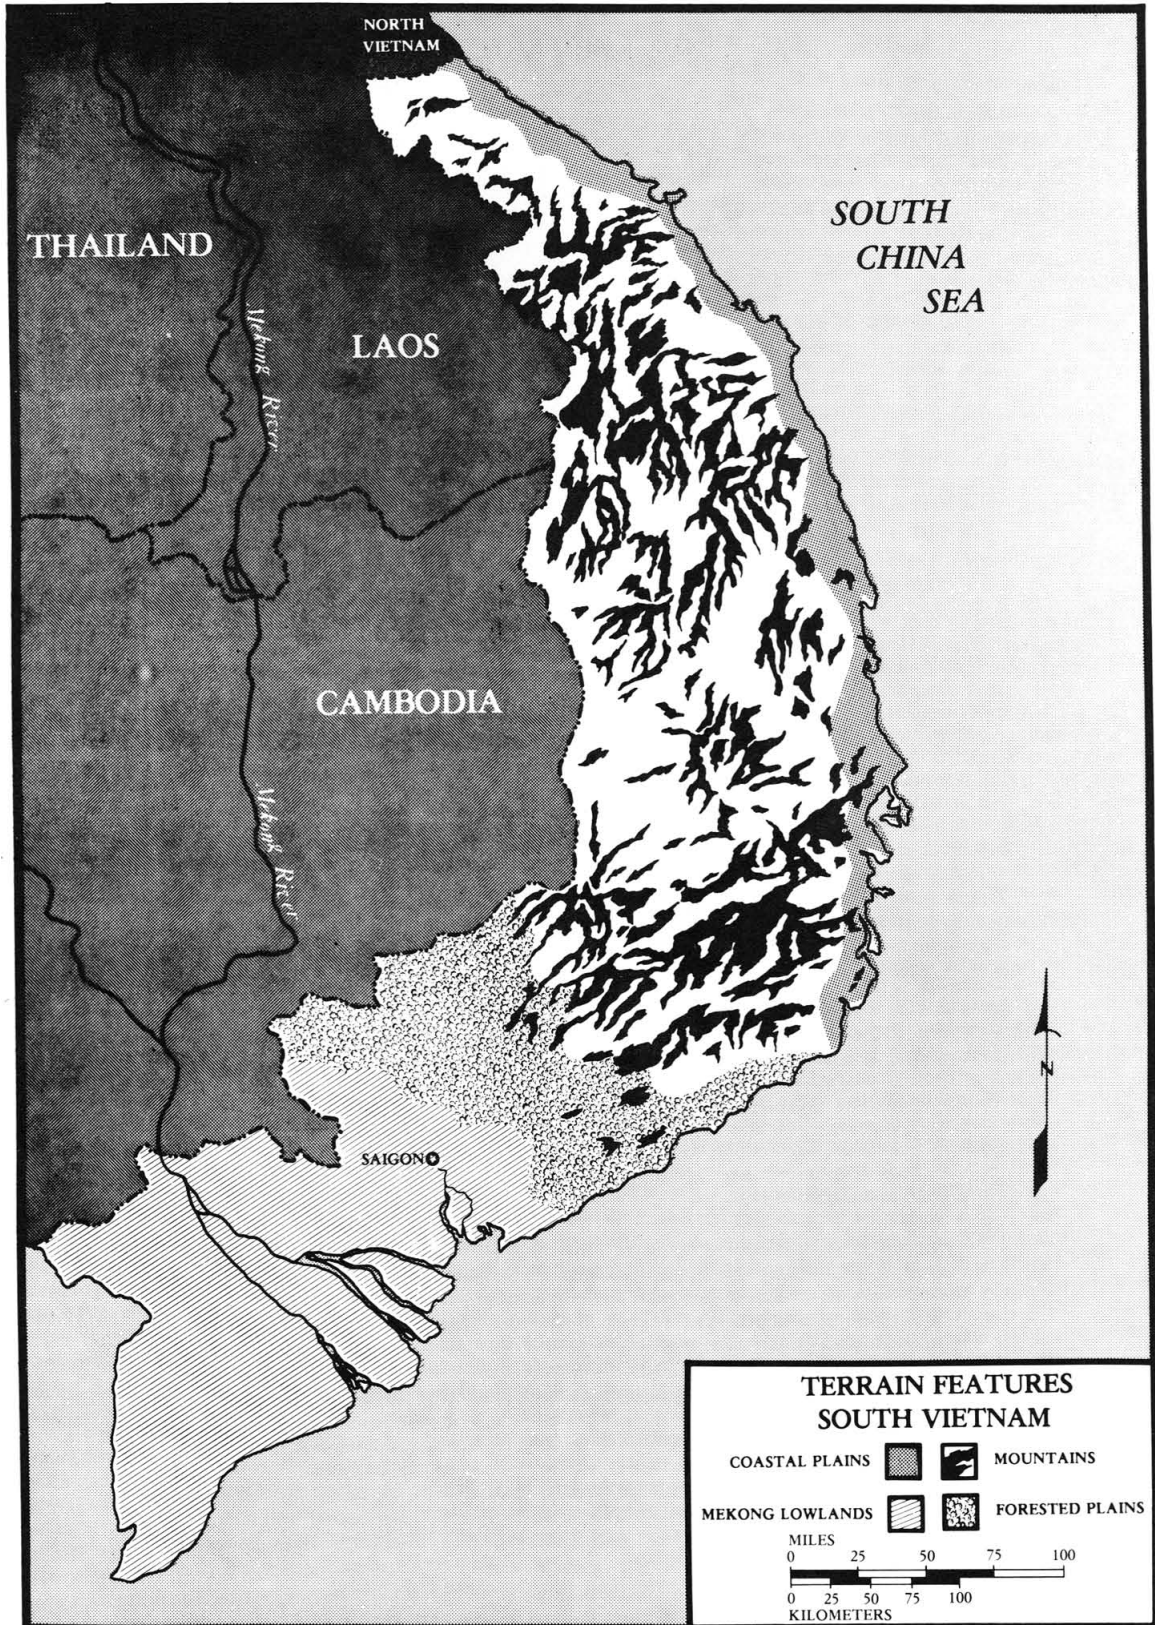 NORTH
VIETNAM
THAILAND
LAOS
SOUTH
CHINA
SEA
Mekong River
CAMBODIA
Mekong River
N
SAIGON
TERRAIN FEATURES
SOUTH VIETNAM
COASTAL PLAINS MOUNTAINS
MEKONG LOWLANDS FORESTED PLAINS
MILES
0 25 50 75 100
0 25 50 75 100
KILOMETERS